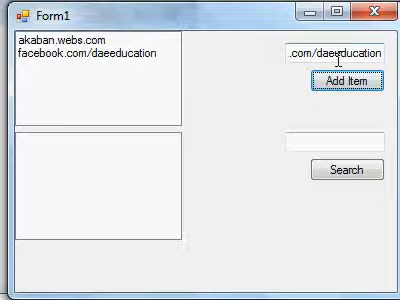 Form1
akaban.webs.com
facebook.com/daeeducation
.com/daeeducation
Add Item
Search